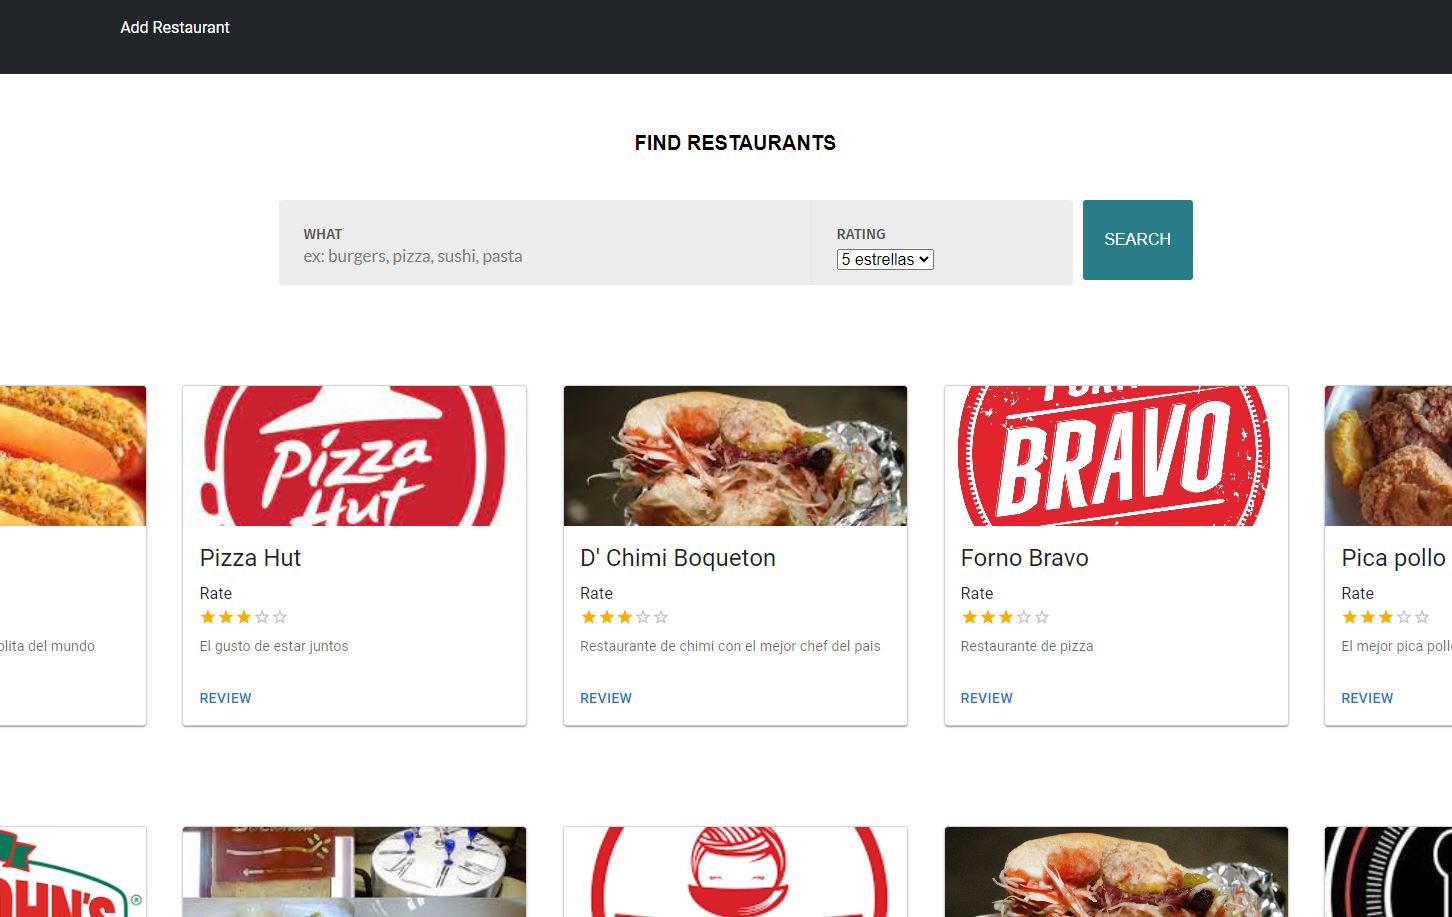 Add Restaurant
FIND RESTAURANTS
WHAT
ex: burgers, pizza, sushi, pasta
RATING
5 estrellas
SEARCH
Pizza
Hut
BRAVO
Pizza Hut
D' Chimi Boqueton
Forno Bravo
Pica pollo
Rate
Rate
Rate
Rate
del mundo
El gusto de estar juntos
Restaurante de chimi con el mejor chef del pais
Restaurante de pizza
El mejor pica
REVIEW
REVIEW
REVIEW
REVIEW
OHN'S
®